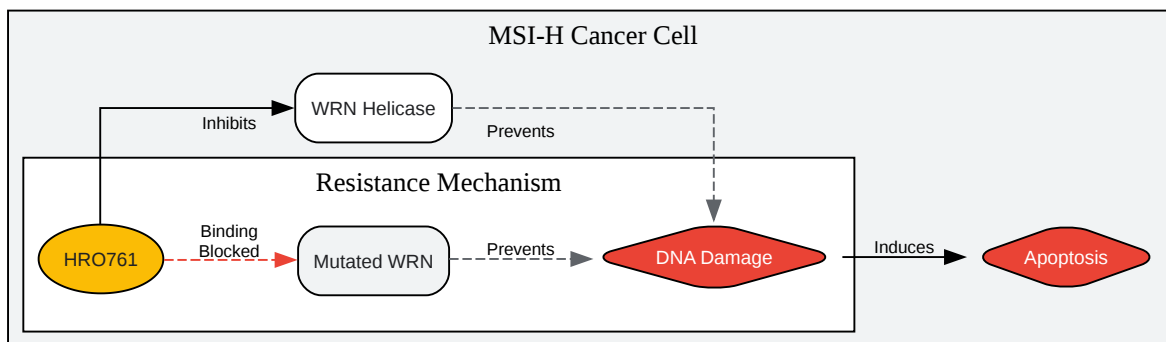 MSI-H Cancer Cell
WRN Helicase
Inhibits
Prevents
Resistance Mechanism
HRO761
Binding
Blocked
Mutated WRN
Prevents
DNA Damage
Induces
Apoptosis